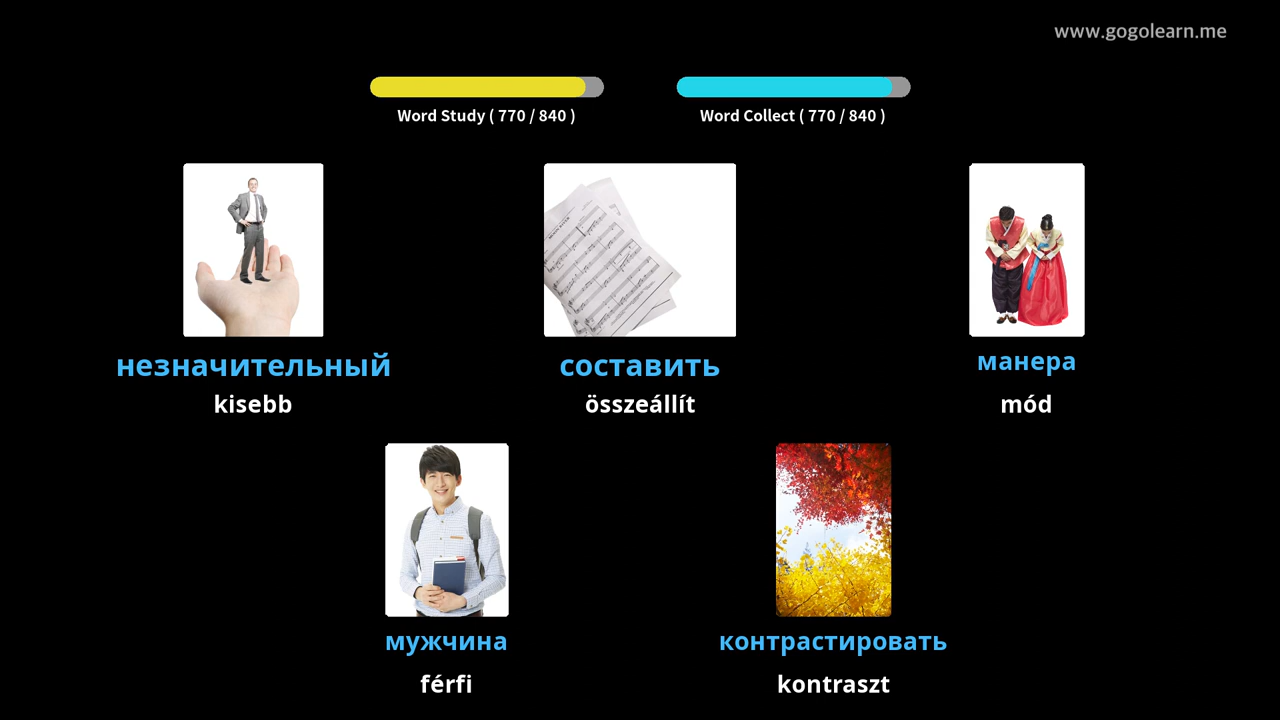 www.gogolearn.me
Word Study ( 770 / 840 )
Word Collect ( 770 / 840 )
незначительный
kisebb
составить
összeállít
манера
mód
мужчина
férfi
контрастировать
kontraszt